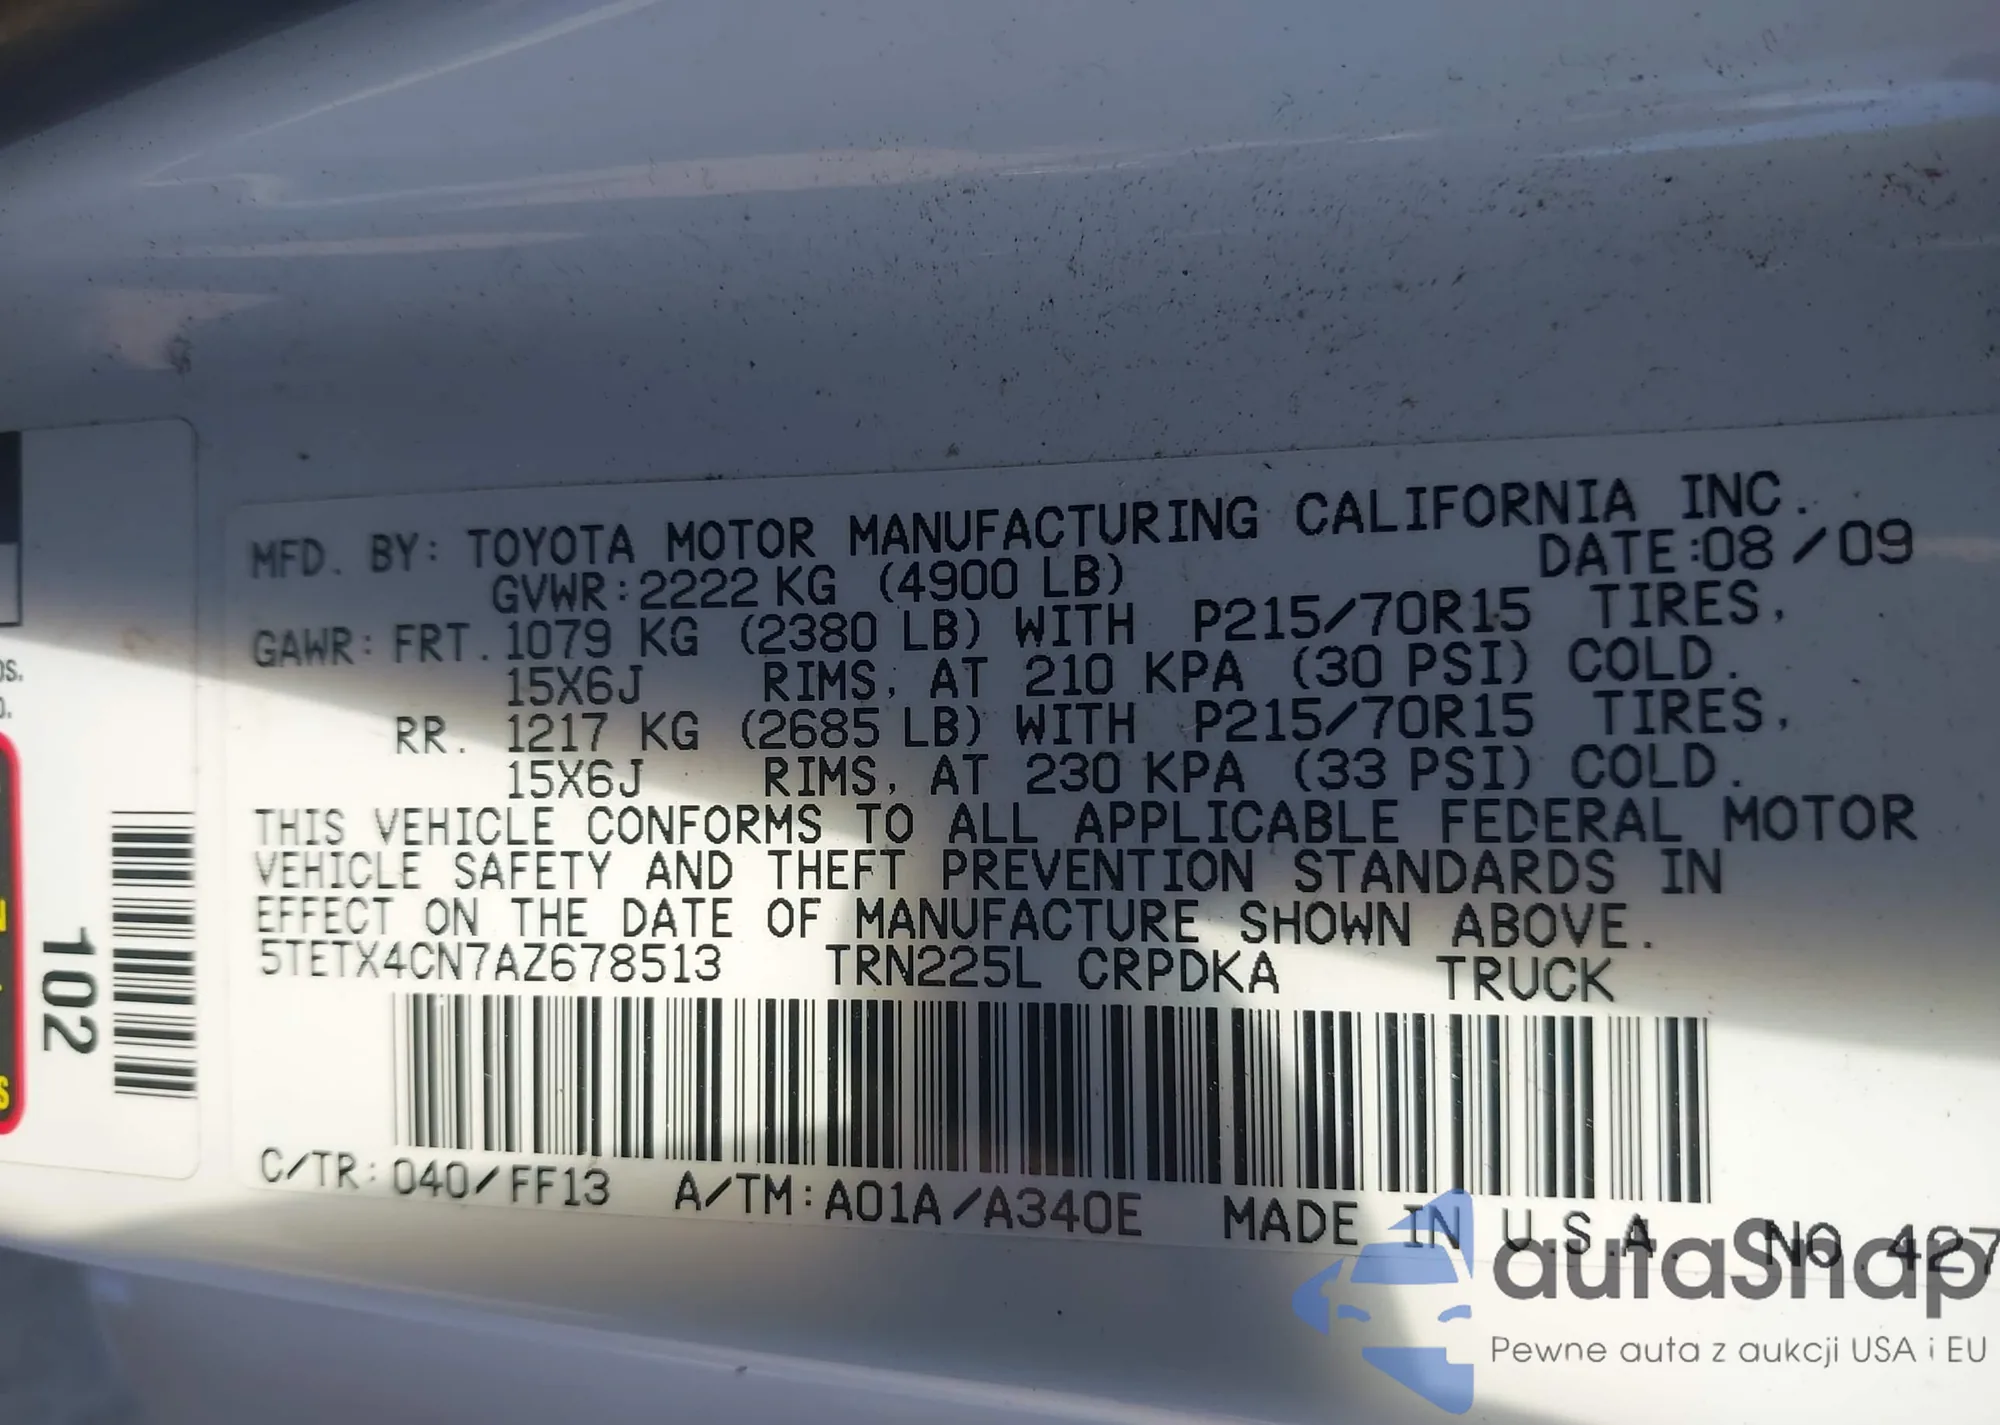 MFD. BY: TOYOTA MOTOR MANUFACTURING CALIFORNIA INC.
GVWR:2222 KG (4900 LB) DATE:08/09
GAWR: FRT. 1079 KG (2380 LB) WITH P215/70R15 TIRES,
15X6J RIMS, AT 210 KPA (30 PSI) COLD.
RR. 1217 KG (2685 LB) WITH P215/70R15 TIRES,
15X6J RIMS, AT 230 KPA (33 PSI) COLD.
THIS VEHICLE CONFORMS TO ALL APPLICABLE FEDERAL MOTOR
VEHICLE SAFETY AND THEFT PREVENTION STANDARDS IN
EFFECT ON THE DATE OF MANUFACTURE SHOWN ABOVE.
5TETX4CN7AZ678513 TRN225L CRPDKA TRUCK
C/TR: 040/FF13 A/TM:A01A/A340E MADE IN U.S.A. NO 427
102
autaSnap
Pewne auta z aukcji USA i EU